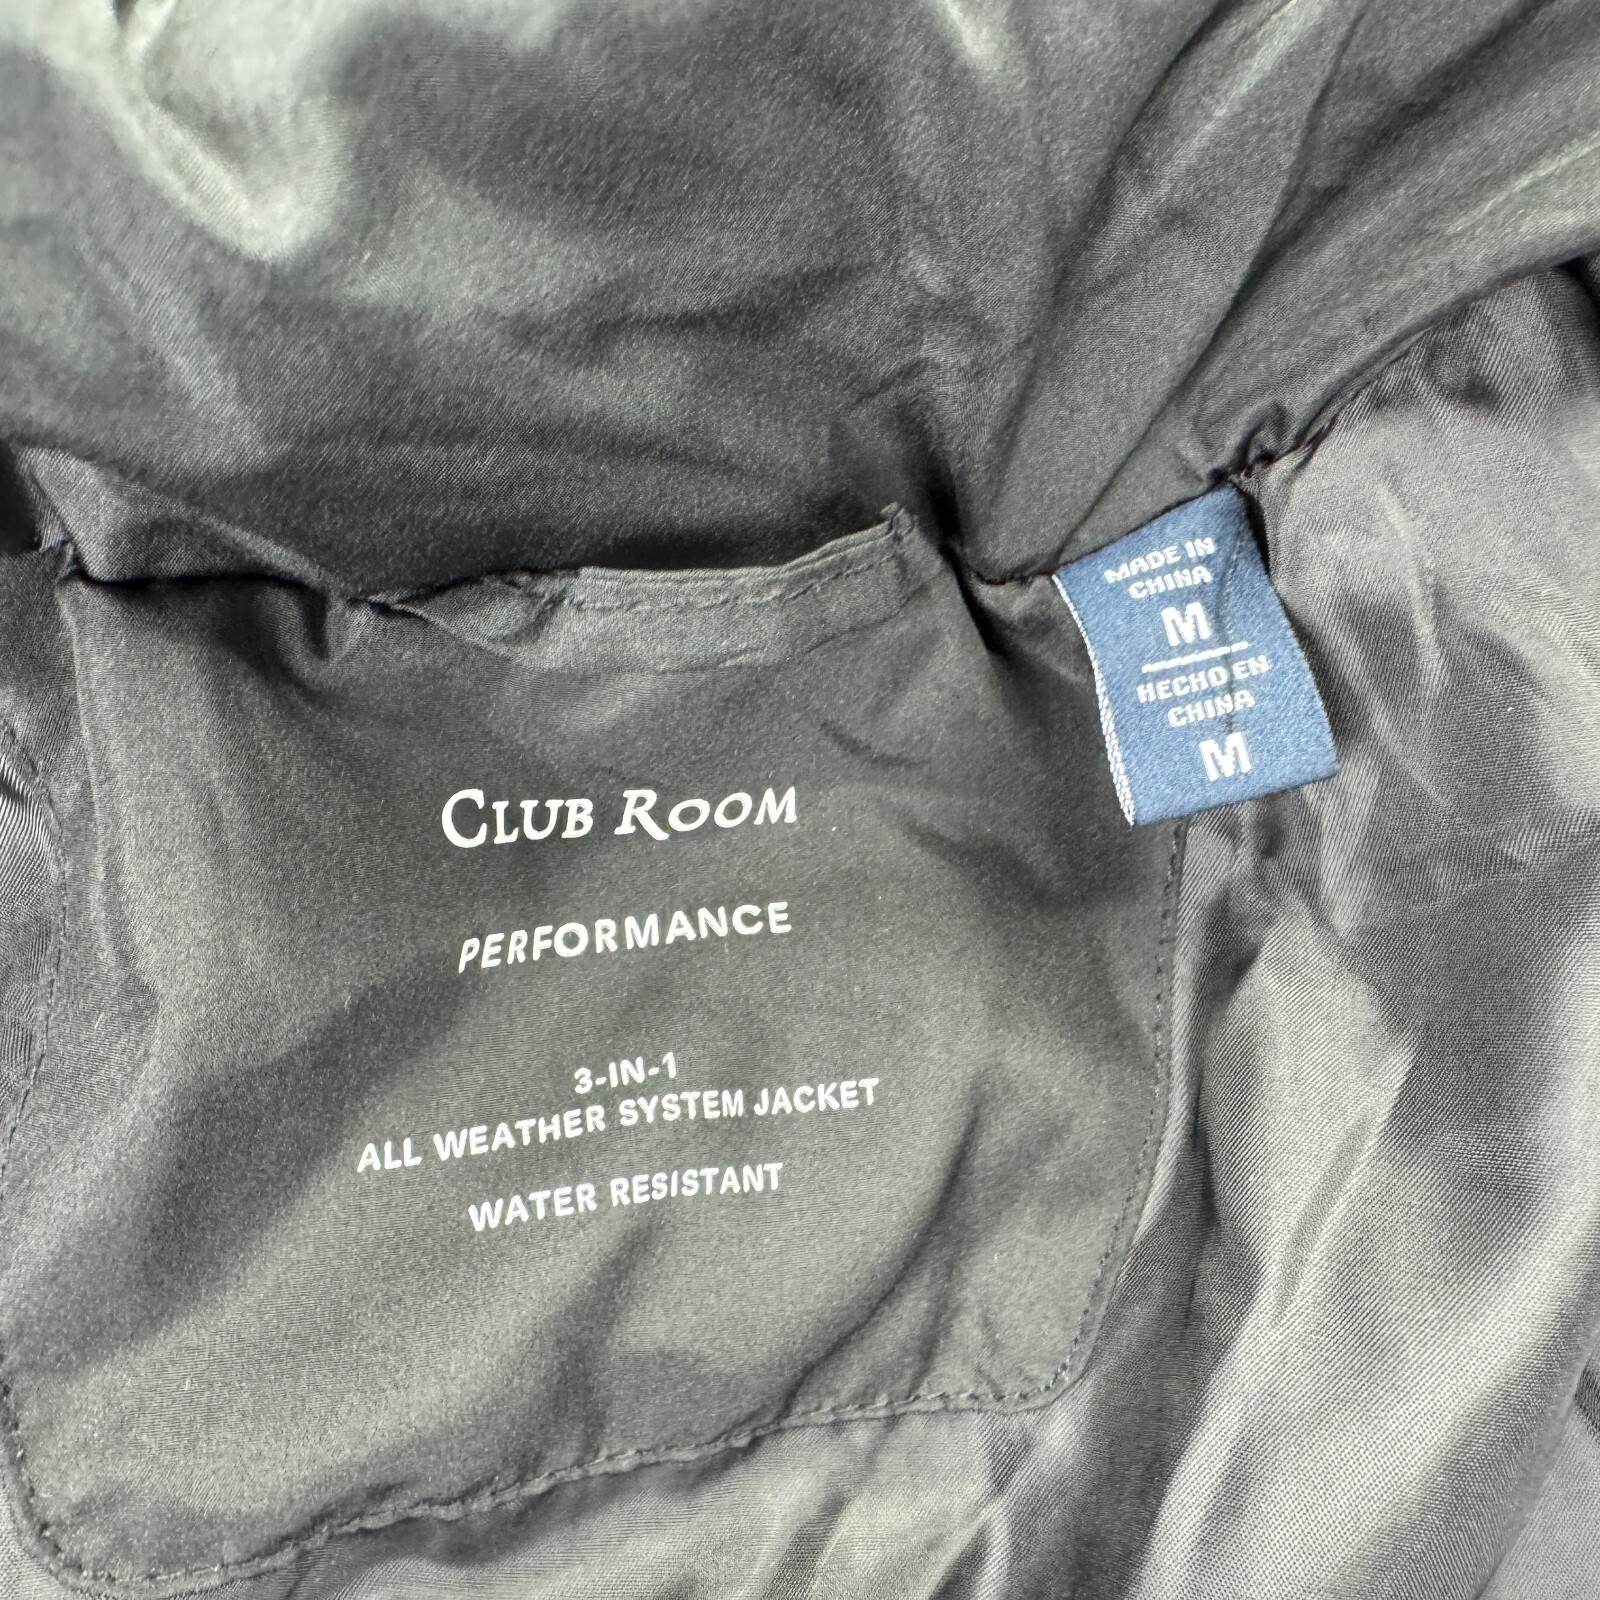 MADE IN
CHINA
M
HECHO EN
CHINA
M
CLUB ROOM
PERFORMANCE
3-IN-1
ALL WEATHER SYSTEM JACKET
WATER RESISTANT